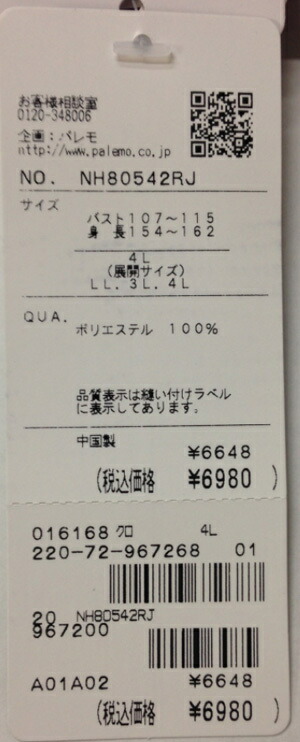 お客様相談室
0120-348006
企画：パレモ
http://www.palemo.co.jp
NO. NH80542RJ
サイズ
バスト107～115
身 長154～162
4L
(展開サイズ)
LL. 3L. 4L
QUA.
ポリエステル 100%
品質表示は縫い付けラベル
に表示してあります。
中国製
¥6648
(税込価格 ¥6980 )
016168 クロ 4L
220-72-967268 01
20 NH80542RJ
967200
A01A02 ¥6648
(税込価格 ¥6980 )